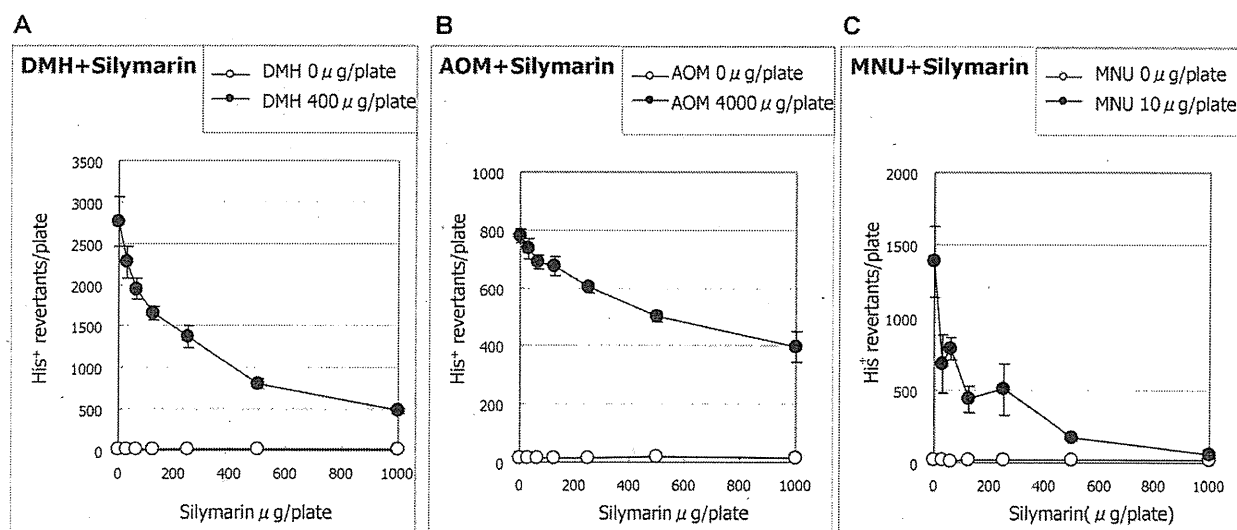 A
DMH+Silymarin
DMH 0 μ g/plate
DMH 400 μ g/plate
His⁺ revertants/plate
3500
3000
2500
2000
1500
1000
500
0
0 200 400 600 800 1000
Silymarin μ g/plate
B
AOM+Silymarin
AOM 0 μ g/plate
AOM 4000 μ g/plate
His⁺ revertants/plate
1000
800
600
400
200
0
0 200 400 600 800 1000
Silymarin μ g/plate
C
MNU+Silymarin
MNU 0 μ g/plate
MNU 10 μ g/plate
His⁺ revertants/plate
2000
1500
1000
500
0
0 200 400 600 800 1000
Silymarin( μ g/plate)